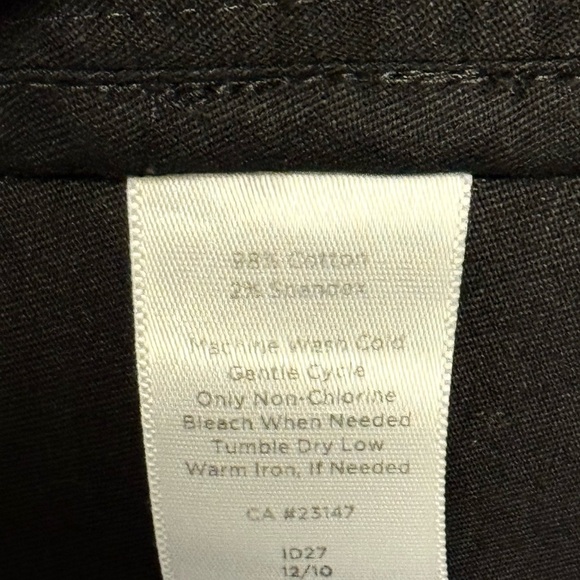 98% Cotton
2% Spandex
Machine Wash Cold
Gentle Cycle
Only Non-Chlorine
Bleach When Needed
Tumble Dry Low
Warm Iron, If Needed
CA #23147
1D27
12/10